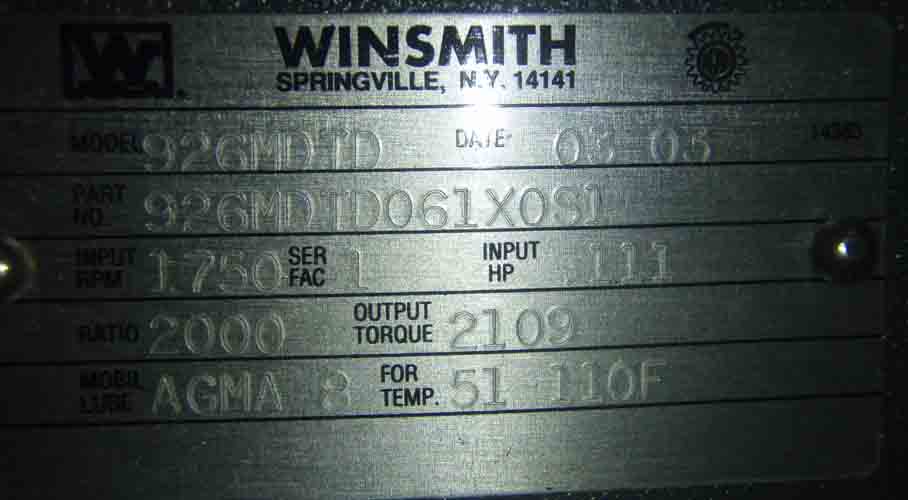 WINSMITH
SPRINGVILLE, N.Y. 14141
MODEL 926MDTD DATE 03 03
PART NO 926MDTD061X0S1
INPUT RPM 1750 SER FAC 1 INPUT HP .111
RATIO 2000 OUTPUT TORQUE 2109
MOBIL LUBE AGMA 8 FOR TEMP. 51 110F